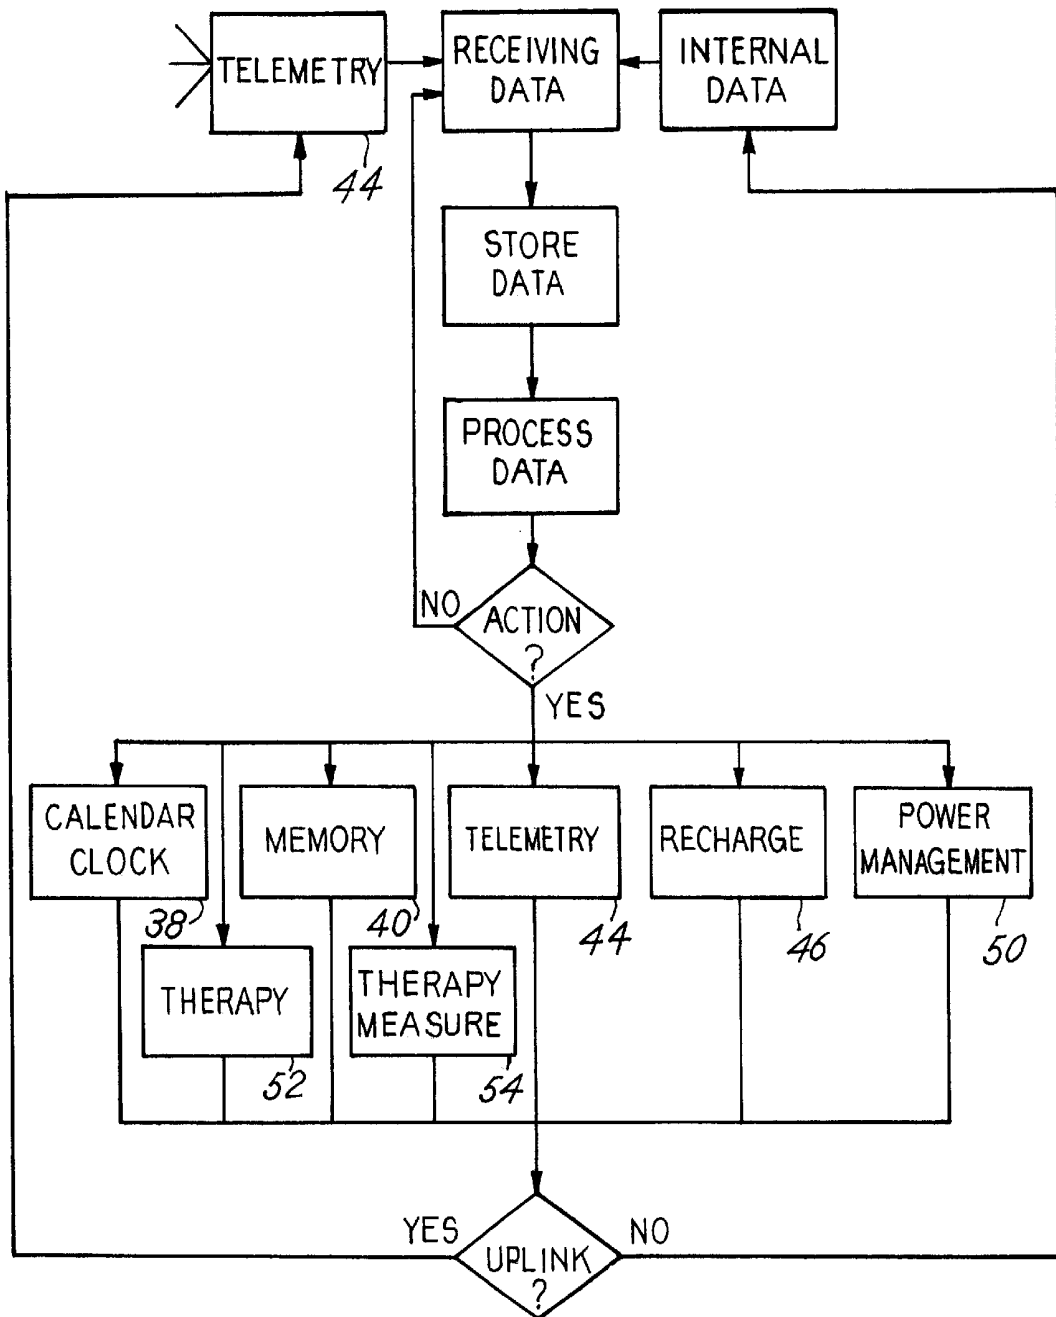 TELEMETRY
RECEIVING
DATA
INTERNAL
DATA
44
STORE
DATA
PROCESS
DATA
NO
ACTION
?
YES
CALENDAR
CLOCK
MEMORY
TELEMETRY
RECHARGE
POWER
MANAGEMENT
38
40
44
46
50
THERAPY
THERAPY
MEASURE
52
54
YES
NO
UPLINK
?